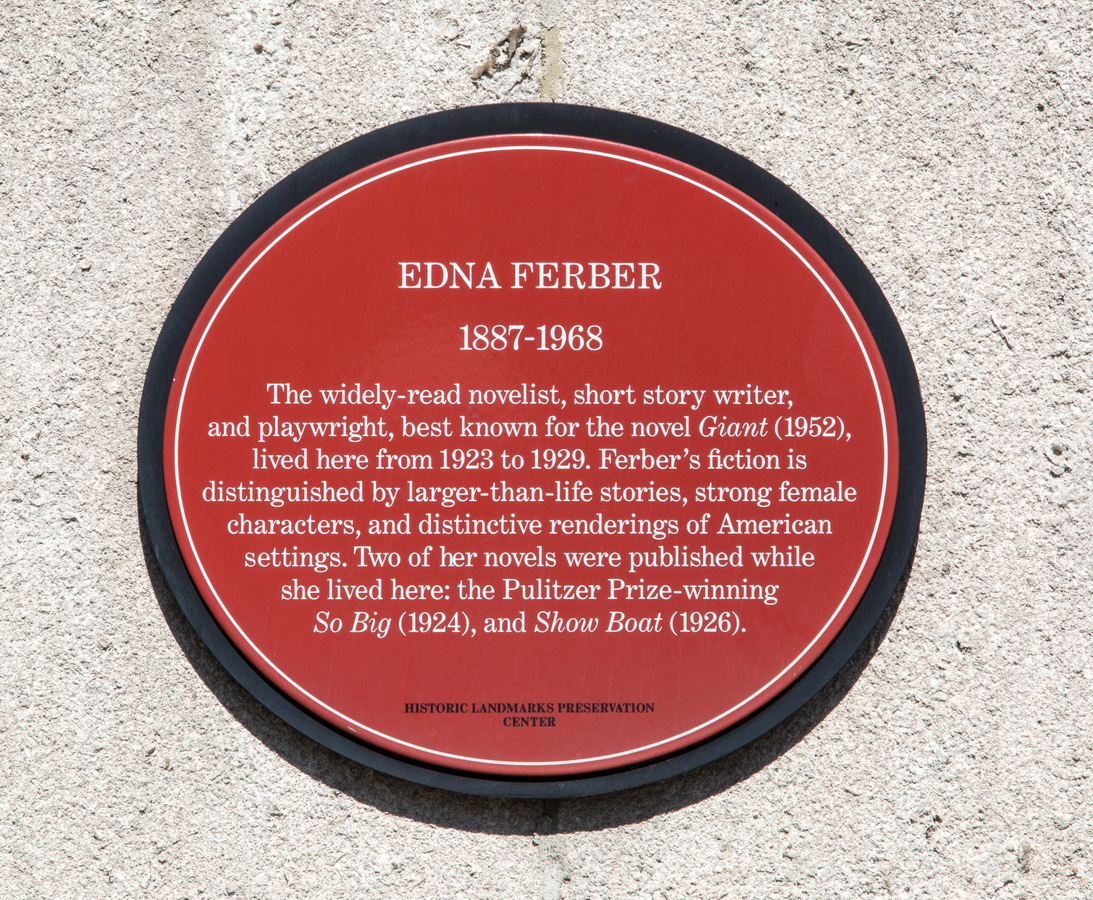 EDNA FERBER
1887-1968
The widely-read novelist, short story writer,
and playwright, best known for the novel Giant (1952),
lived here from 1923 to 1929. Ferber's fiction is
distinguished by larger-than-life stories, strong female
characters, and distinctive renderings of American
settings. Two of her novels were published while
she lived here: the Pulitzer Prize-winning
So Big (1924), and Show Boat (1926).
HISTORIC LANDMARKS PRESERVATION
CENTER